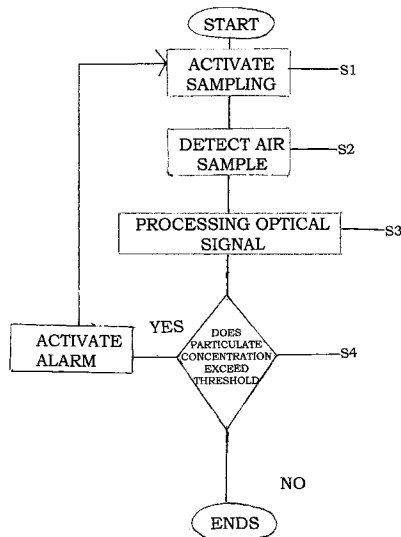 START
ACTIVATE
SAMPLING
S1
DETECT AIR
SAMPLE
S2
PROCESSING OPTICAL
SIGNAL
S3
YES
DOES
PARTICULATE
CONCENTRATION
EXCEED
THRESHOLD
S4
ACTIVATE
ALARM
NO
ENDS